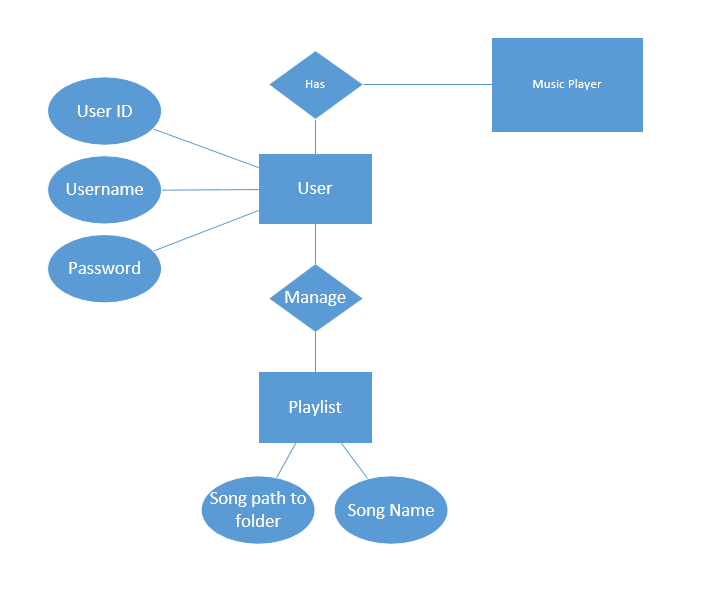 Has
Music Player
User ID
Username
User
Password
Manage
Playlist
Song path to
folder
Song Name